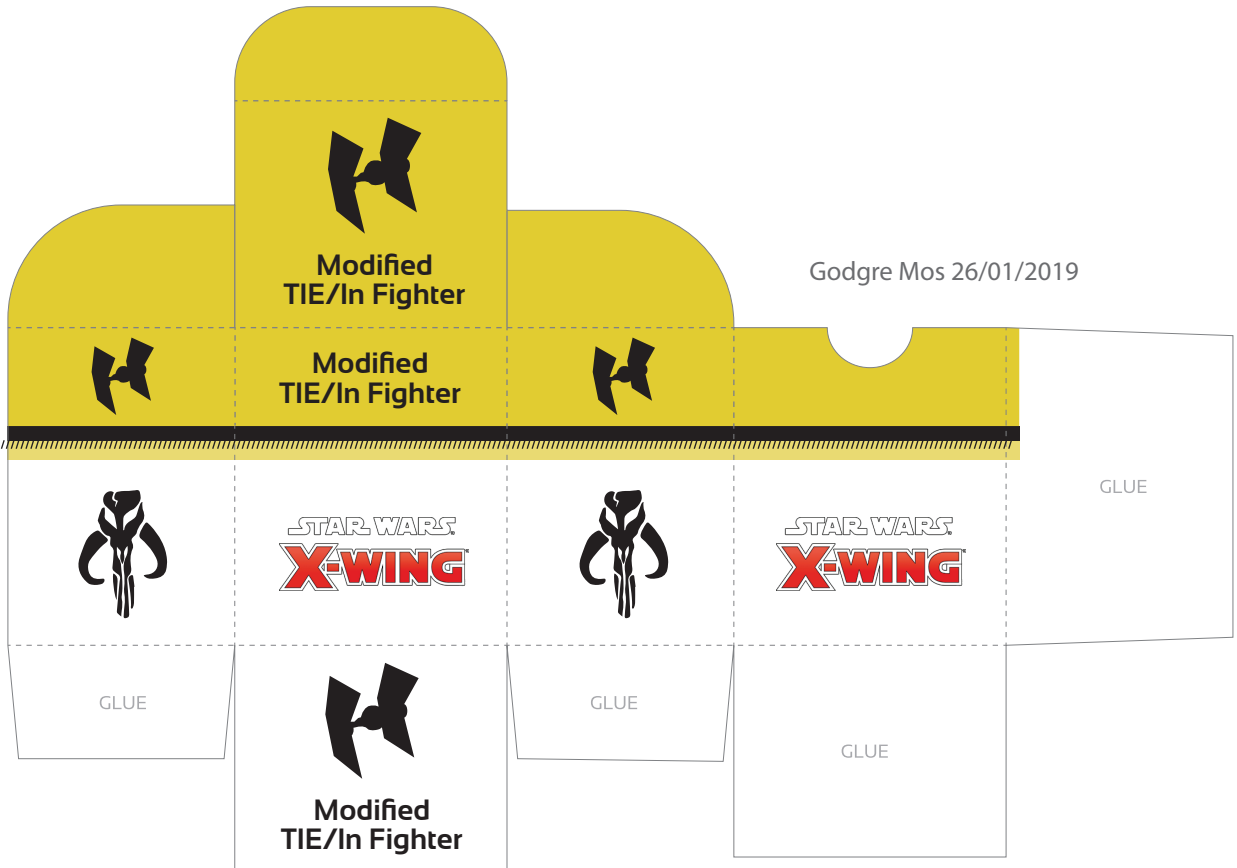 Modified
TIE/In Fighter
Godgre Mos 26/01/2019
Modified
TIE/In Fighter
GLUE
STAR WARS
X-WING
STAR WARS
X-WING
GLUE
GLUE
GLUE
Modified
TIE/In Fighter